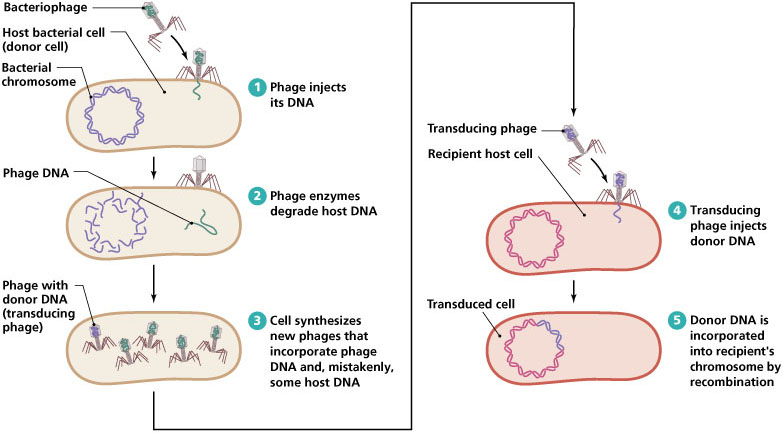 Bacteriophage
Host bacterial cell
(donor cell)
Bacterial
chromosome
1 Phage injects
its DNA
Phage DNA
2 Phage enzymes
degrade host DNA
Phage with
donor DNA
(transducing
phage)
3 Cell synthesizes
new phages that
incorporate phage
DNA and, mistakenly,
some host DNA
Transducing phage
Recipient host cell
4 Transducing
phage injects
donor DNA
Transduced cell
5 Donor DNA is
incorporated
into recipient's
chromosome by
recombination